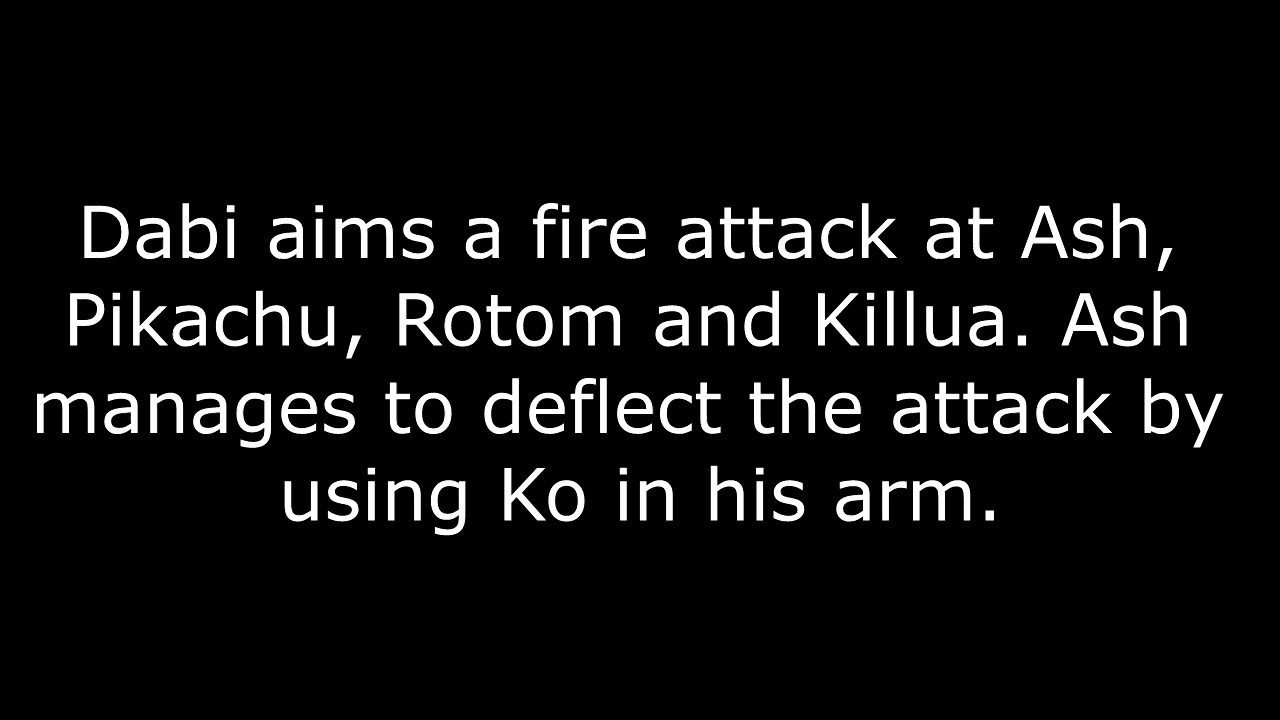 Dabi aims a fire attack at Ash,
Pikachu, Rotom and Killua. Ash
manages to deflect the attack by
using Ko in his arm.